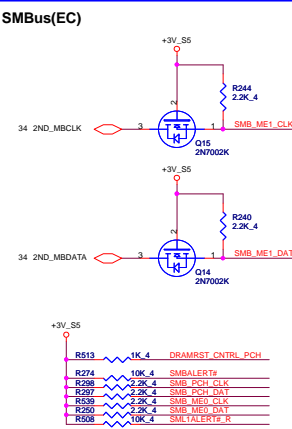 SMBus(EC)
+3V_S5
R244
2.2K_4
2
34 2ND_MBCLK
3
1
SMB_ME1_CLK
Q15
2N7002K
+3V_S5
R240
2.2K_4
2
34 2ND_MBDATA
3
1
SMB_ME1_DAT
Q14
2N7002K
+3V_S5
R513 1K_4 DRAMRST_CNTRL_PCH
R274 10K_4 SMBALERT#
R298 2.2K_4 SMB_PCH_CLK
R297 2.2K_4 SMB_PCH_DAT
R539 2.2K_4 SMB_ME0_CLK
R250 2.2K_4 SMB_ME0_DAT
R508 10K_4 SML1ALERT#_R